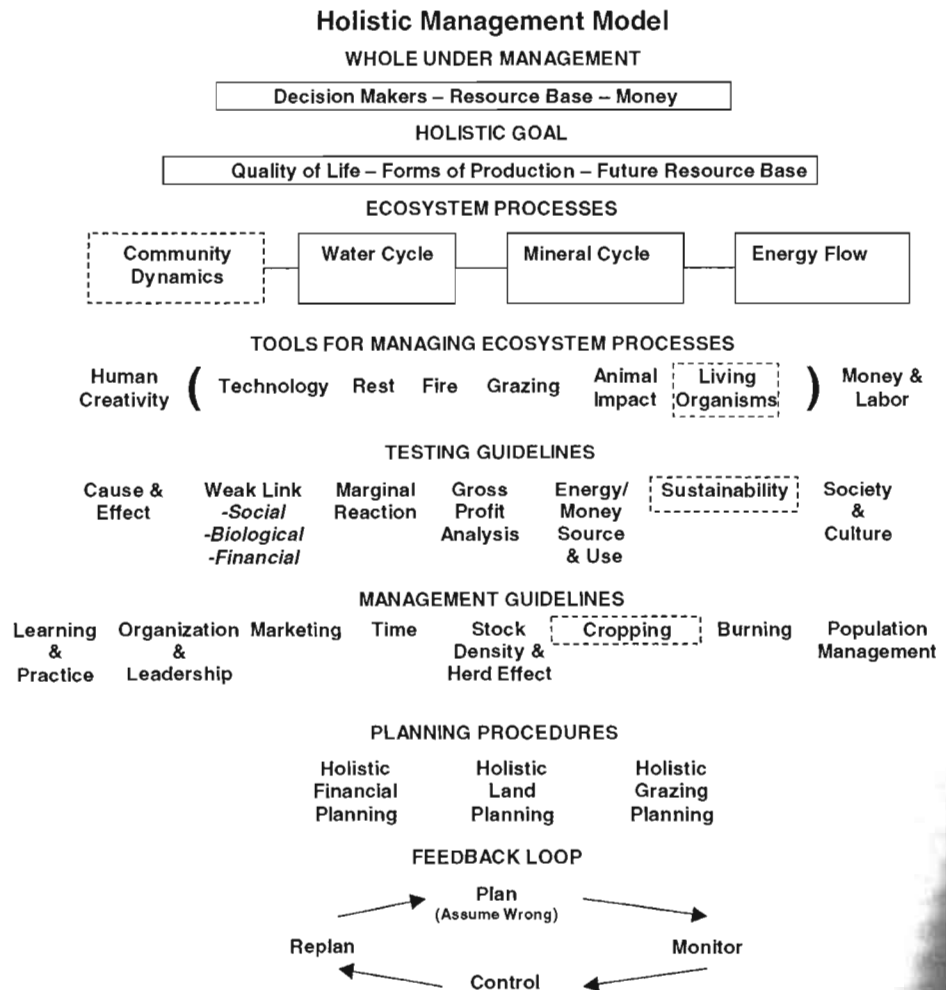 Holistic Management Model
WHOLE UNDER MANAGEMENT
Decision Makers – Resource Base – Money
HOLISTIC GOAL
Quality of Life – Forms of Production – Future Resource Base
ECOSYSTEM PROCESSES
Community
Dynamics
Water Cycle
Mineral Cycle
Energy Flow
TOOLS FOR MANAGING ECOSYSTEM PROCESSES
Human
Creativity
(
Technology
Rest
Fire
Grazing
Animal
Impact
Living
Organisms
)
Money &
Labor
TESTING GUIDELINES
Cause &
Effect
Weak Link
-Social
-Biological
-Financial
Marginal
Reaction
Gross
Profit
Analysis
Energy/
Money
Source
& Use
Sustainability
Society
&
Culture
MANAGEMENT GUIDELINES
Learning
&
Practice
Organization
&
Leadership
Marketing
Time
Stock
Density &
Herd Effect
Cropping
Burning
Population
Management
PLANNING PROCEDURES
Holistic
Financial
Planning
Holistic
Land
Planning
Holistic
Grazing
Planning
FEEDBACK LOOP
Plan
(Assume Wrong)
Replan
Monitor
Control